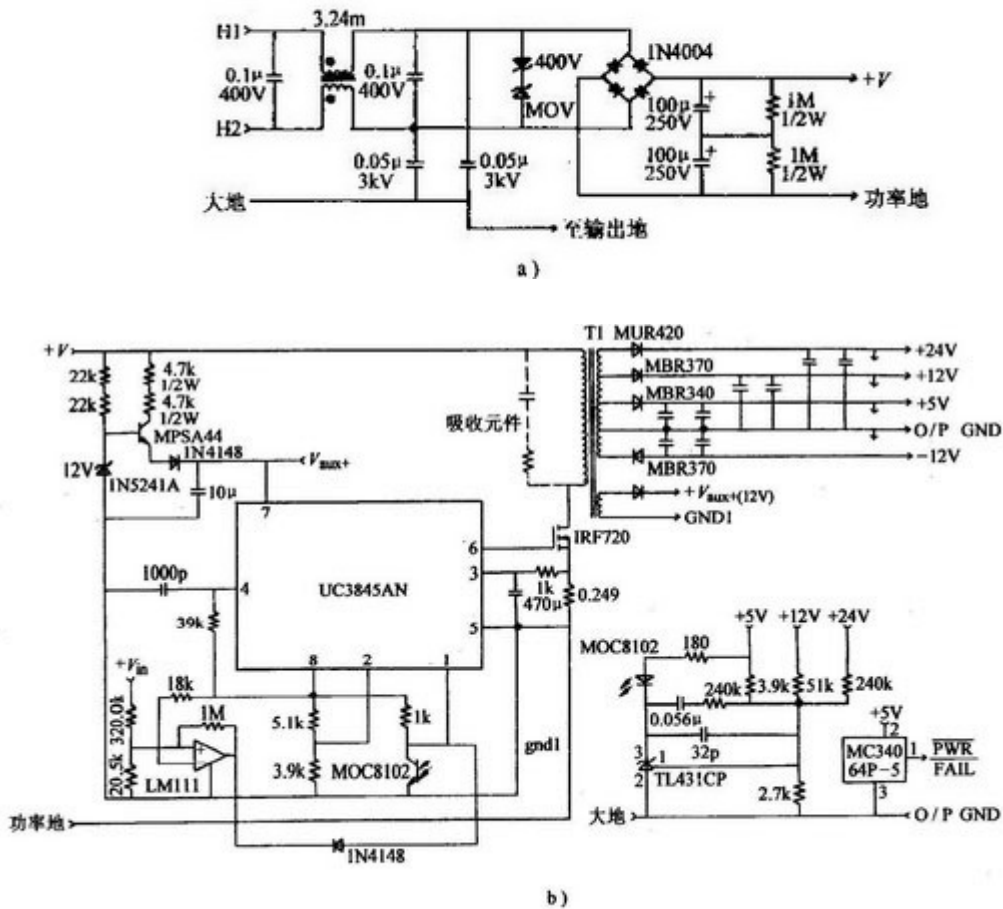 H1
3.24m
0.1μ
400V
0.1μ
400V
400V
MOV
1N4004
+V
100μ
250V
1M
1/2W
100μ
250V
1M
1/2W
H2
0.05μ
3kV
0.05μ
3kV
大地
功率地
至输出地
a)
T1 MUR420
+V
+24V
22k
4.7k
1/2W
MBR370
+12V
22k
4.7k
1/2W
MBR340
+5V
MPSA44
吸收元件
O/P GND
1N4148
Vaux+
12V
MBR370
-12V
1N5241A
10μ
+Vaux+(12V)
7
GND1
6
IRF720
1000p
4
UC3845AN
3
1k
470μ
0.249
39k
5
+5V
+12V
+24V
MOC8102
180
8
2
1
+Vin
18k
240k
3.9k
51k
240k
320.0k
1M
5.1k
1k
0.056μ
+5V
gnd1
32p
2
3
1
MC340
64P-5
1
PWR
FAIL
20.5k
LM111
3.9k
MOC8102
2
TL431CP
2.7k
3
功率地
大地
O/P GND
1N4148
b)